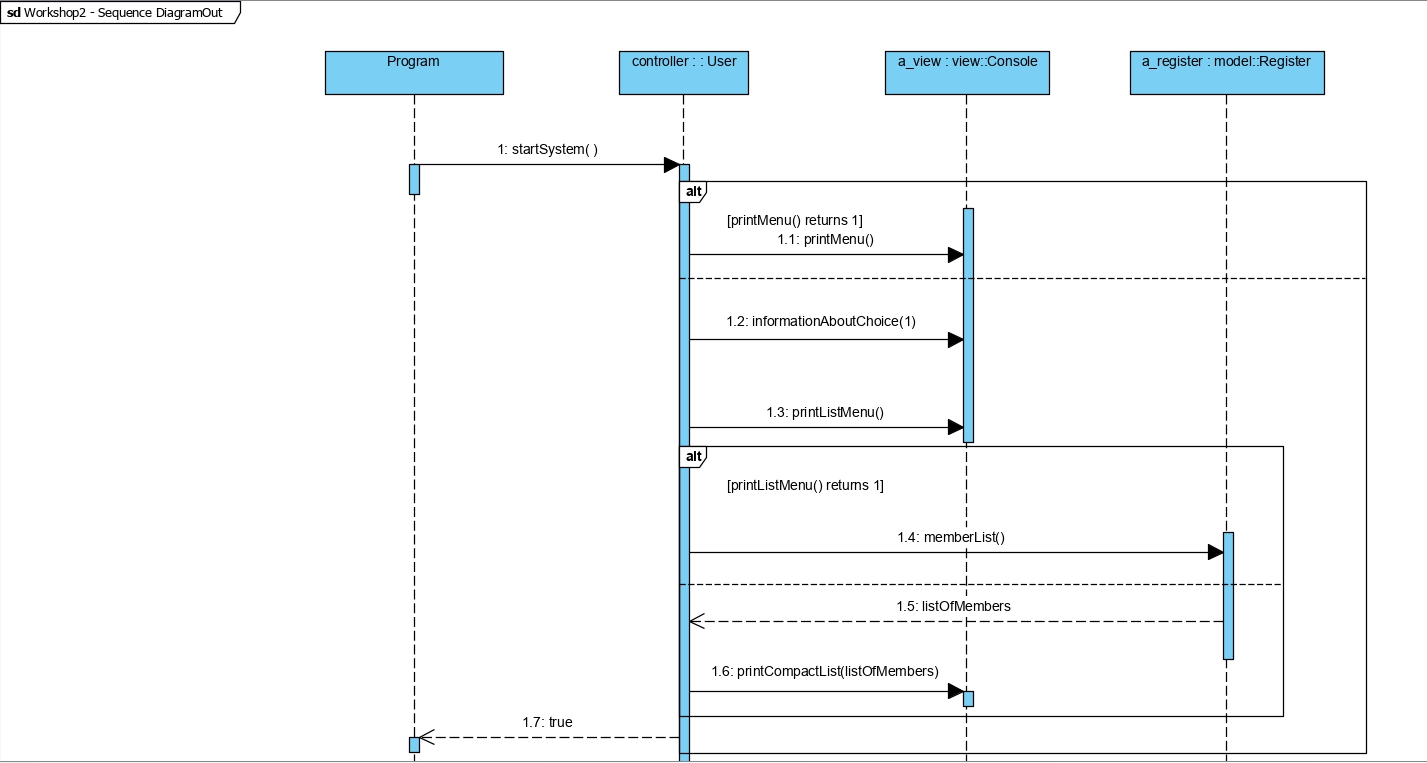 sd Workshop2 - Sequence DiagramOut
Program
controller : : User
a_view : view::Console
a_register : model::Register
1: startSystem( )
alt
[printMenu() returns 1]
1.1: printMenu()
1.2: informationAboutChoice(1)
1.3: printListMenu()
alt
[printListMenu() returns 1]
1.4: memberList()
1.5: listOfMembers
1.6: printCompactList(listOfMembers)
1.7: true